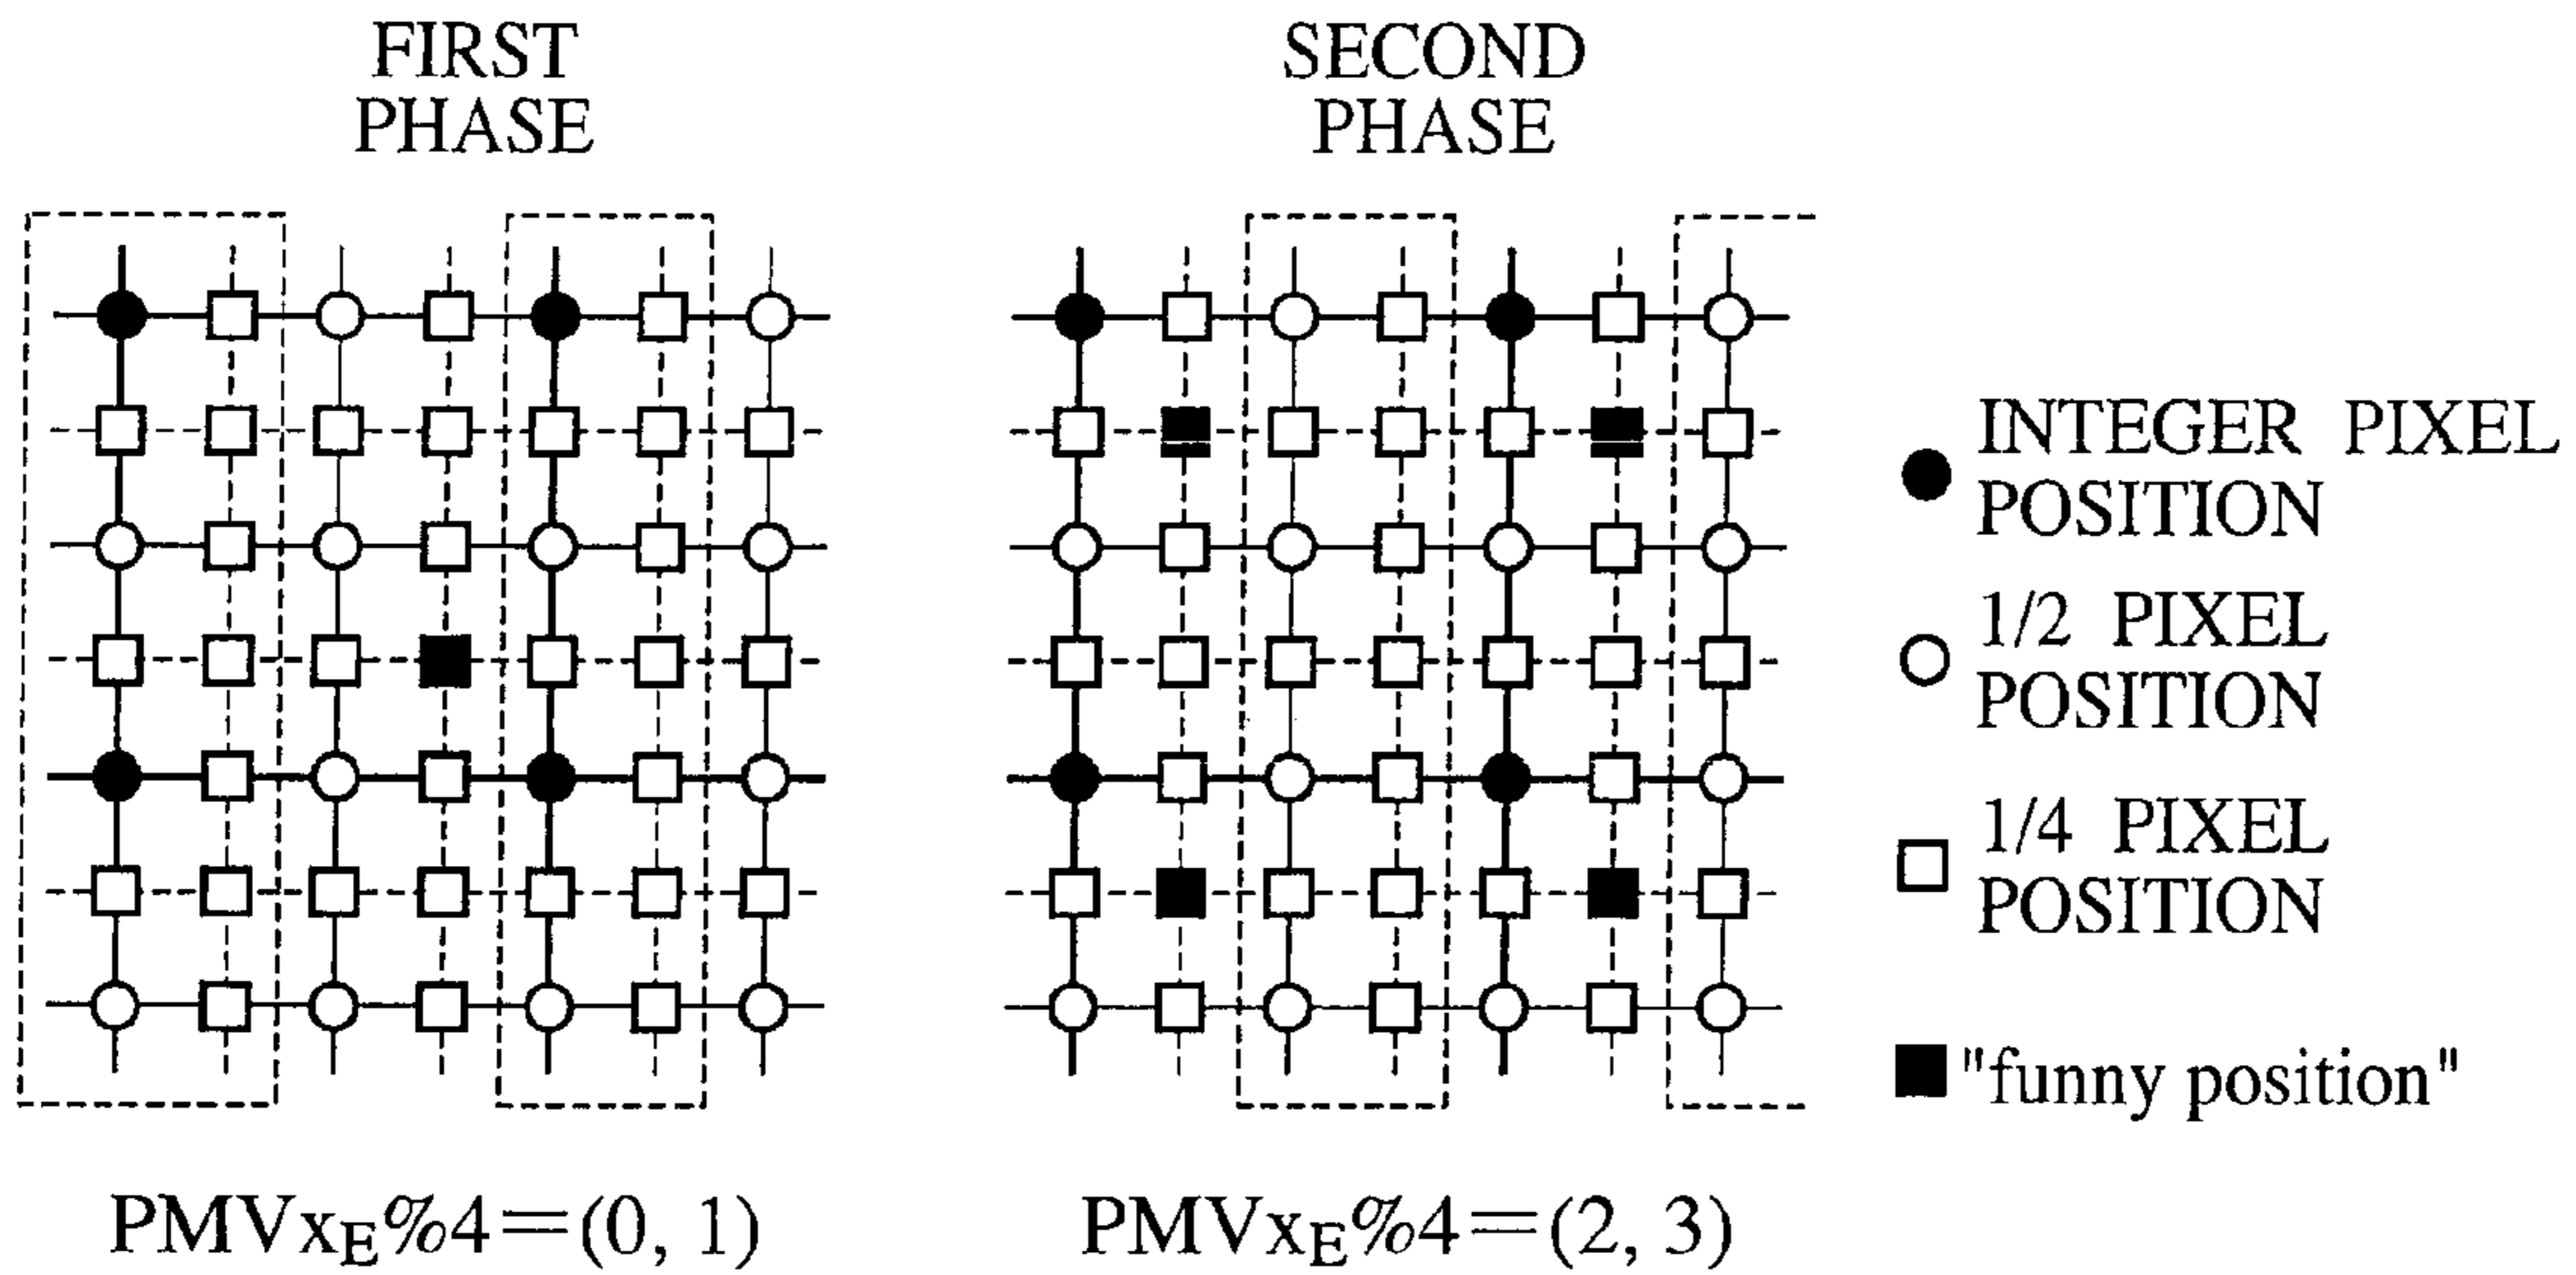 FIRST
PHASE
SECOND
PHASE
INTEGER PIXEL
POSITION
1/2 PIXEL
POSITION
1/4 PIXEL
POSITION
"funny position"
PMVxE%4=(0, 1)
PMVxE%4=(2, 3)